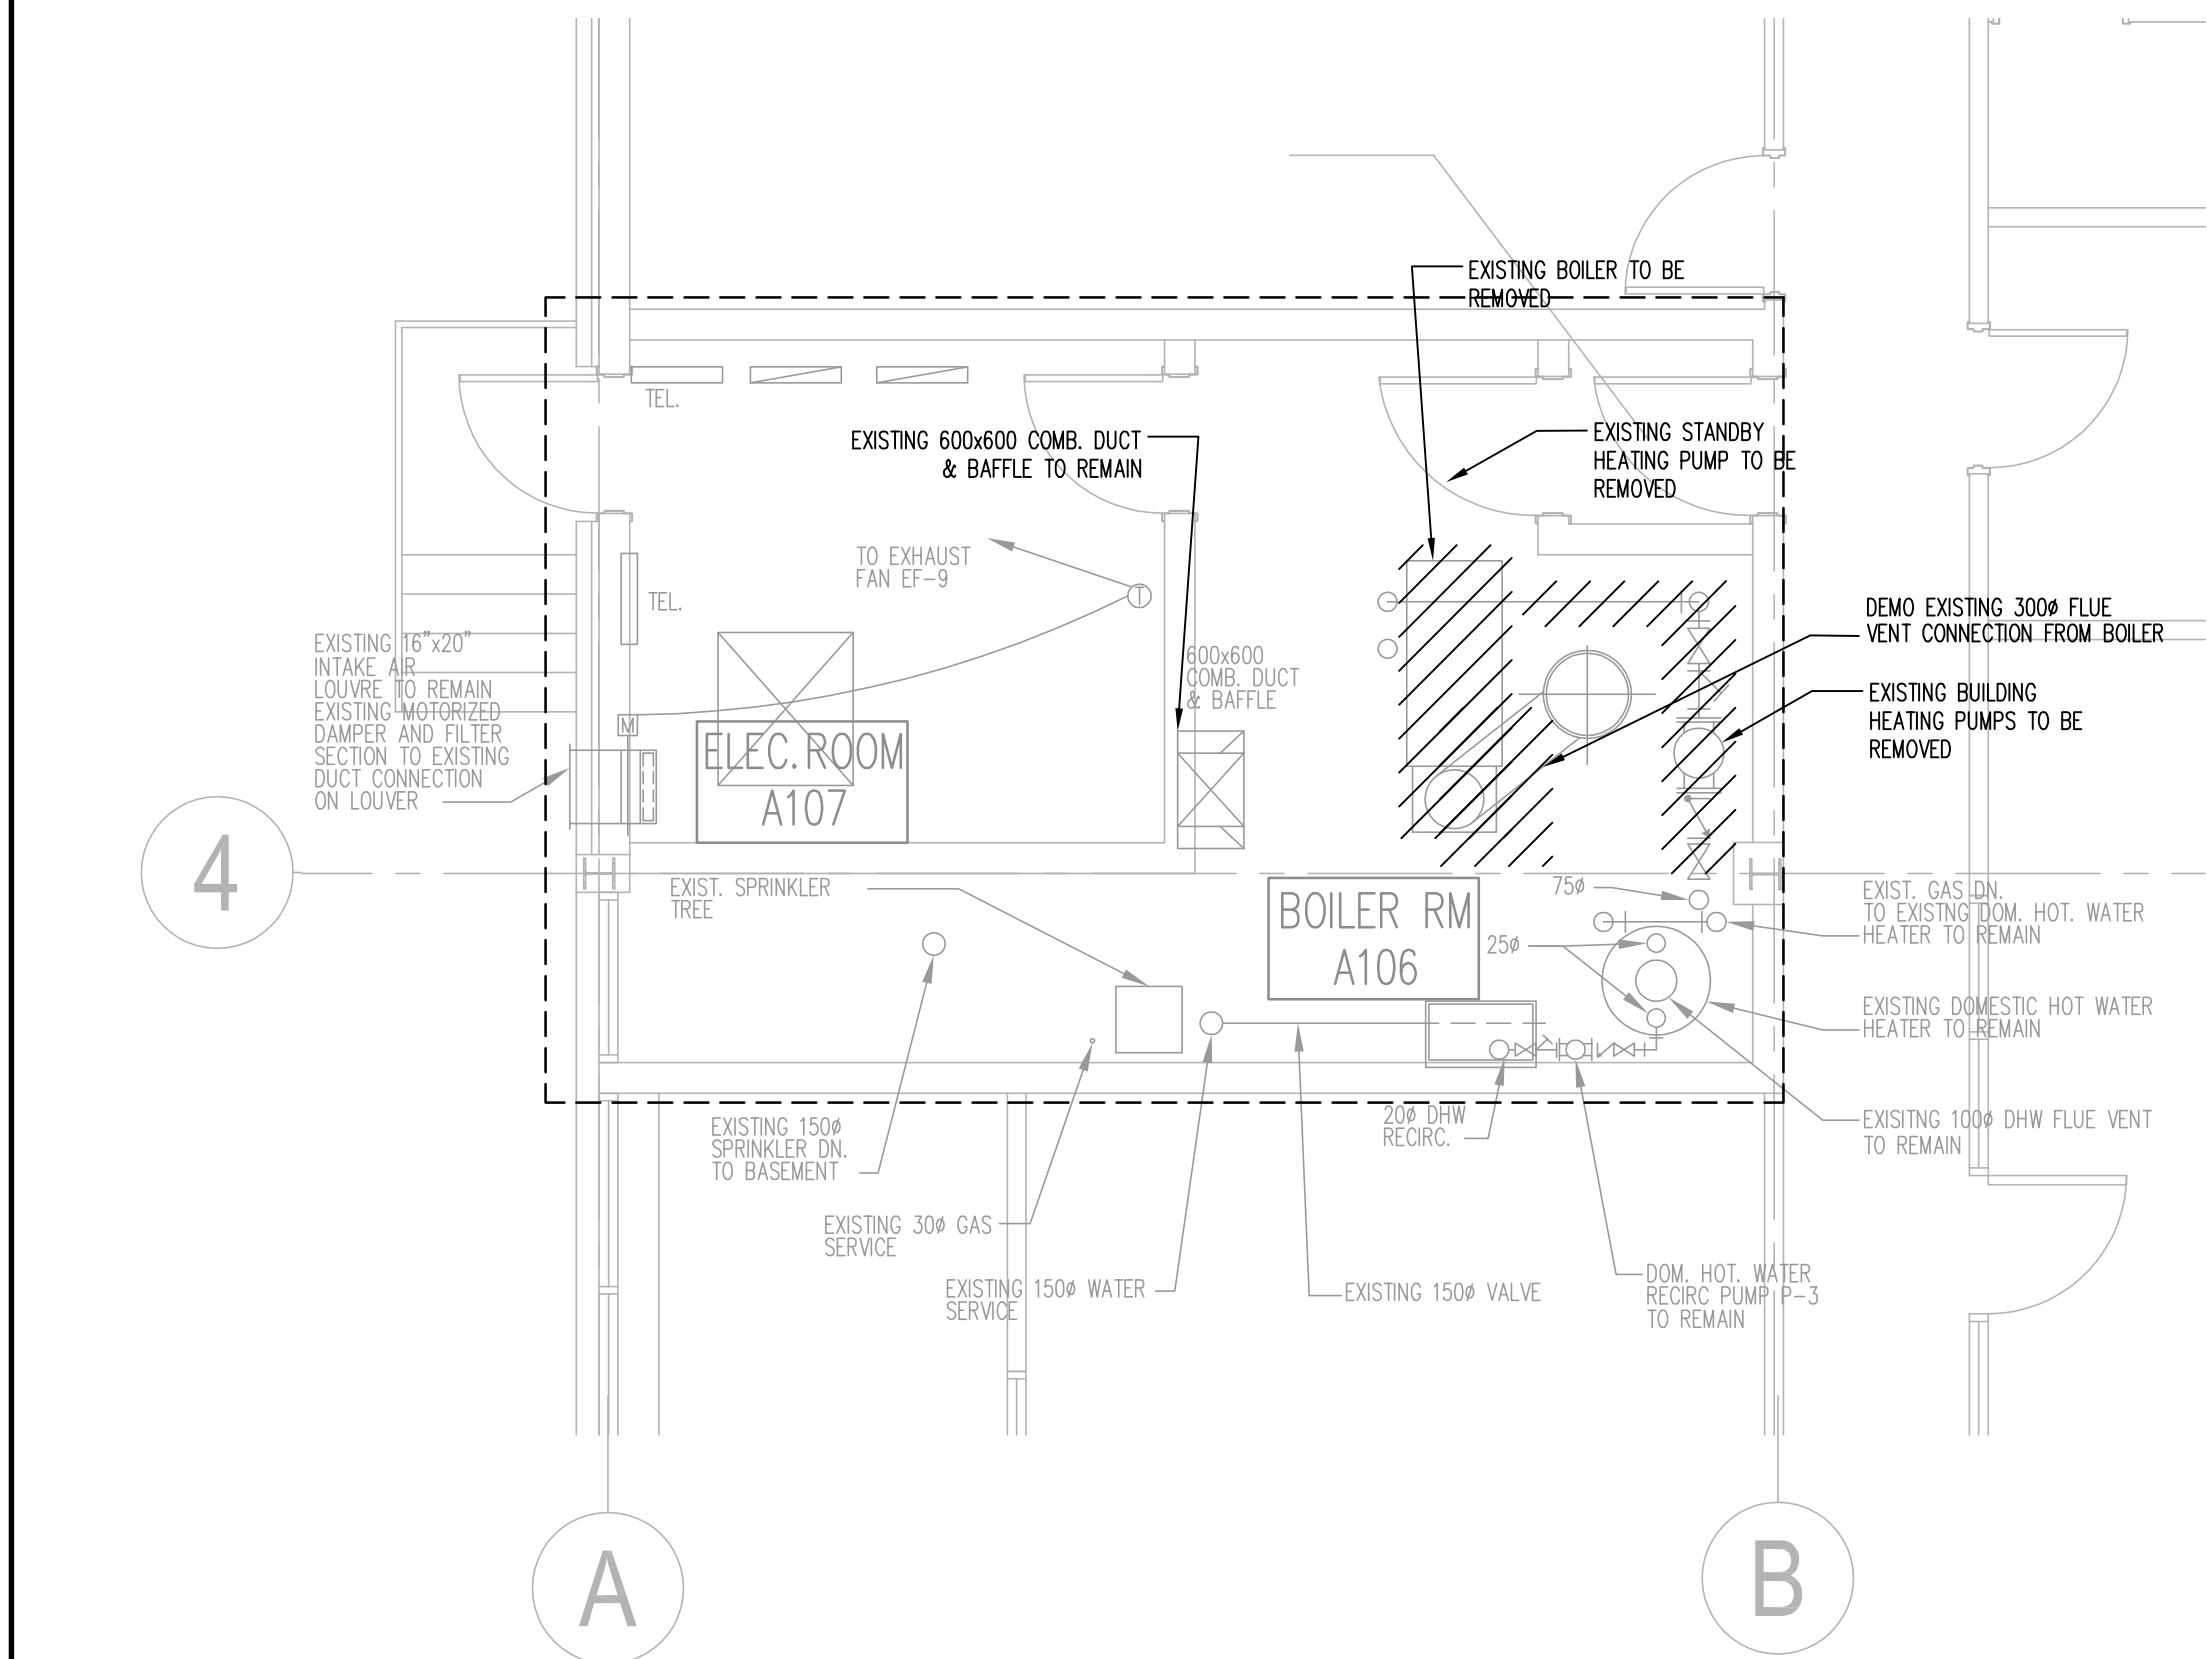 EXISTING BOILER TO BE
REMOVED
TEL.
EXISTING 600x600 COMB. DUCT
& BAFFLE TO REMAIN
EXISTING STANDBY
HEATING PUMP TO BE
REMOVED
TO EXHAUST
FAN EF-9
T
TEL.
EXISTING 16"x20"
INTAKE AIR
LOUVRE TO REMAIN
EXISTING MOTORIZED
DAMPER AND FILTER
SECTION TO EXISTING
DUCT CONNECTION
ON LOUVER
M
600x600
COMB. DUCT
& BAFFLE
DEMO EXISTING 300ø FLUE
VENT CONNECTION FROM BOILER
EXISTING BUILDING
HEATING PUMPS TO BE
REMOVED
ELEC. ROOM
A107
4
EXIST. SPRINKLER
TREE
BOILER RM
A106
75ø
25ø
EXIST. GAS DN.
TO EXISTNG DOM. HOT. WATER
HEATER TO REMAIN
EXISTING DOMESTIC HOT WATER
HEATER TO REMAIN
EXISITNG 100ø DHW FLUE VENT
TO REMAIN
EXISTING 150ø
SPRINKLER DN.
TO BASEMENT
20ø DHW
RECIRC.
EXISTING 30ø GAS
SERVICE
EXISTING 150ø WATER
SERVICE
EXISTING 150ø VALVE
DOM. HOT. WATER
RECIRC PUMP P-3
TO REMAIN
A
B